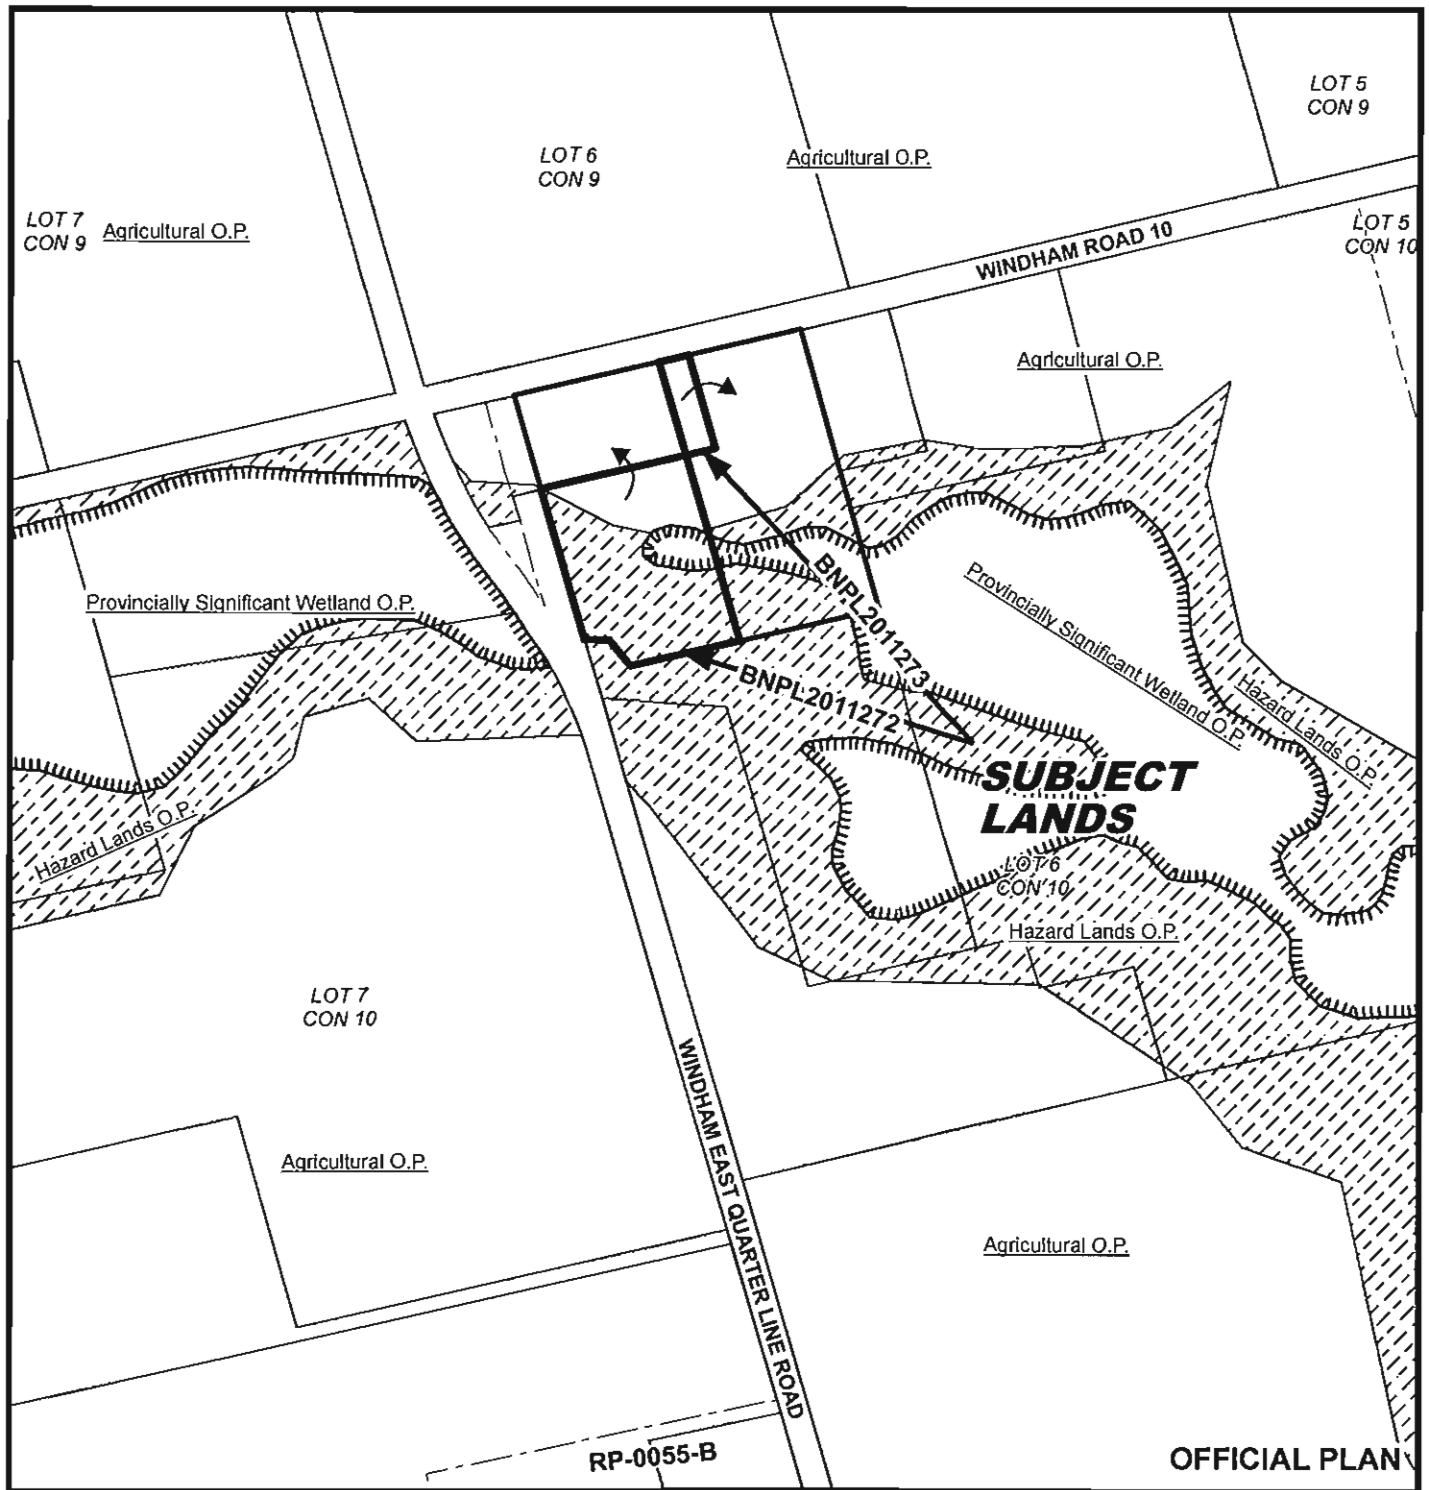 LOT 5
CON 9
LOT 6
CON 9
Agricultural O.P.
LOT 7
CON 9
Agricultural O.P.
LOT 5
CON 10
WINDHAM ROAD 10
Agricultural O.P.
BNPL2011273
Provincially Significant Wetland O.P.
Provincially Significant Wetland O.P.
BNPL2011272
Hazard Lands O.P.
SUBJECT
LANDS
Hazard Lands O.P.
LOT 6
CON 10
Hazard Lands O.P.
LOT 7
CON 10
WINDHAM EAST QUARTER LINE ROAD
Agricultural O.P.
Agricultural O.P.
RP-0055-B
OFFICIAL PLAN